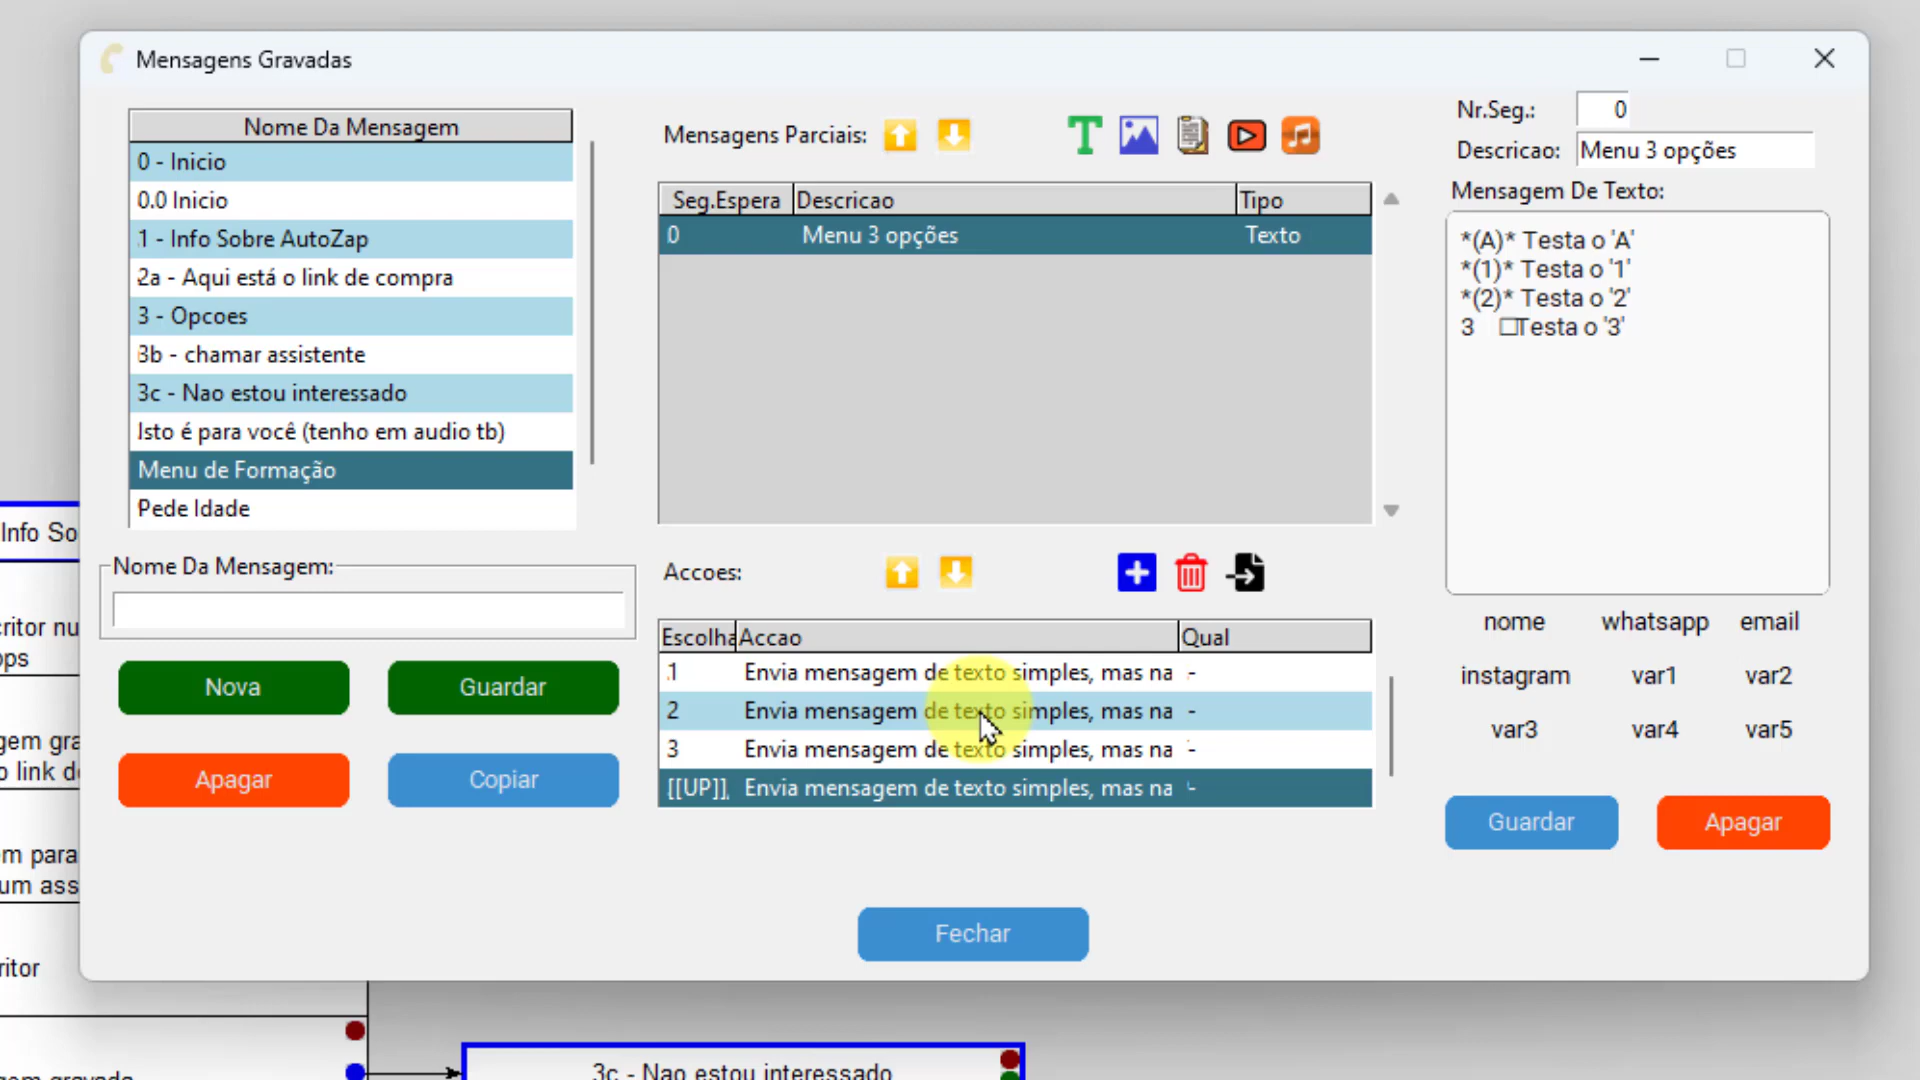 Mensagens Gravadas
Nome Da Mensagem
0 - Inicio
0.0 Inicio
1 - Info Sobre AutoZap
2a - Aqui está o link de compra
3 - Opcoes
3b - chamar assistente
3c - Nao estou interessado
Isto é para você (tenho em audio tb)
Menu de Formação
Pede Idade
Nome Da Mensagem:
Nova
Guardar
Apagar
Copiar
Mensagens Parciais:
Seg.Espera Descricao Tipo
0 Menu 3 opções Texto
Accoes:
Escolha Accao Qual
1 Envia mensagem de texto simples, mas na -
2 Envia mensagem de texto simples, mas na -
3 Envia mensagem de texto simples, mas na -
[[UP]], Envia mensagem de texto simples, mas na -
Nr.Seg.: 0
Descricao: Menu 3 opções
Mensagem De Texto:
*(A)* Testa o 'A'
*(1)* Testa o '1'
*(2)* Testa o '2'
3 Testa o '3'
nome whatsapp email
instagram var1 var2
var3 var4 var5
Guardar
Apagar
Fechar
Info So
critor nu
ps
gem gra
o link d
m para
um ass
ritor
3c - Nao estou interessado